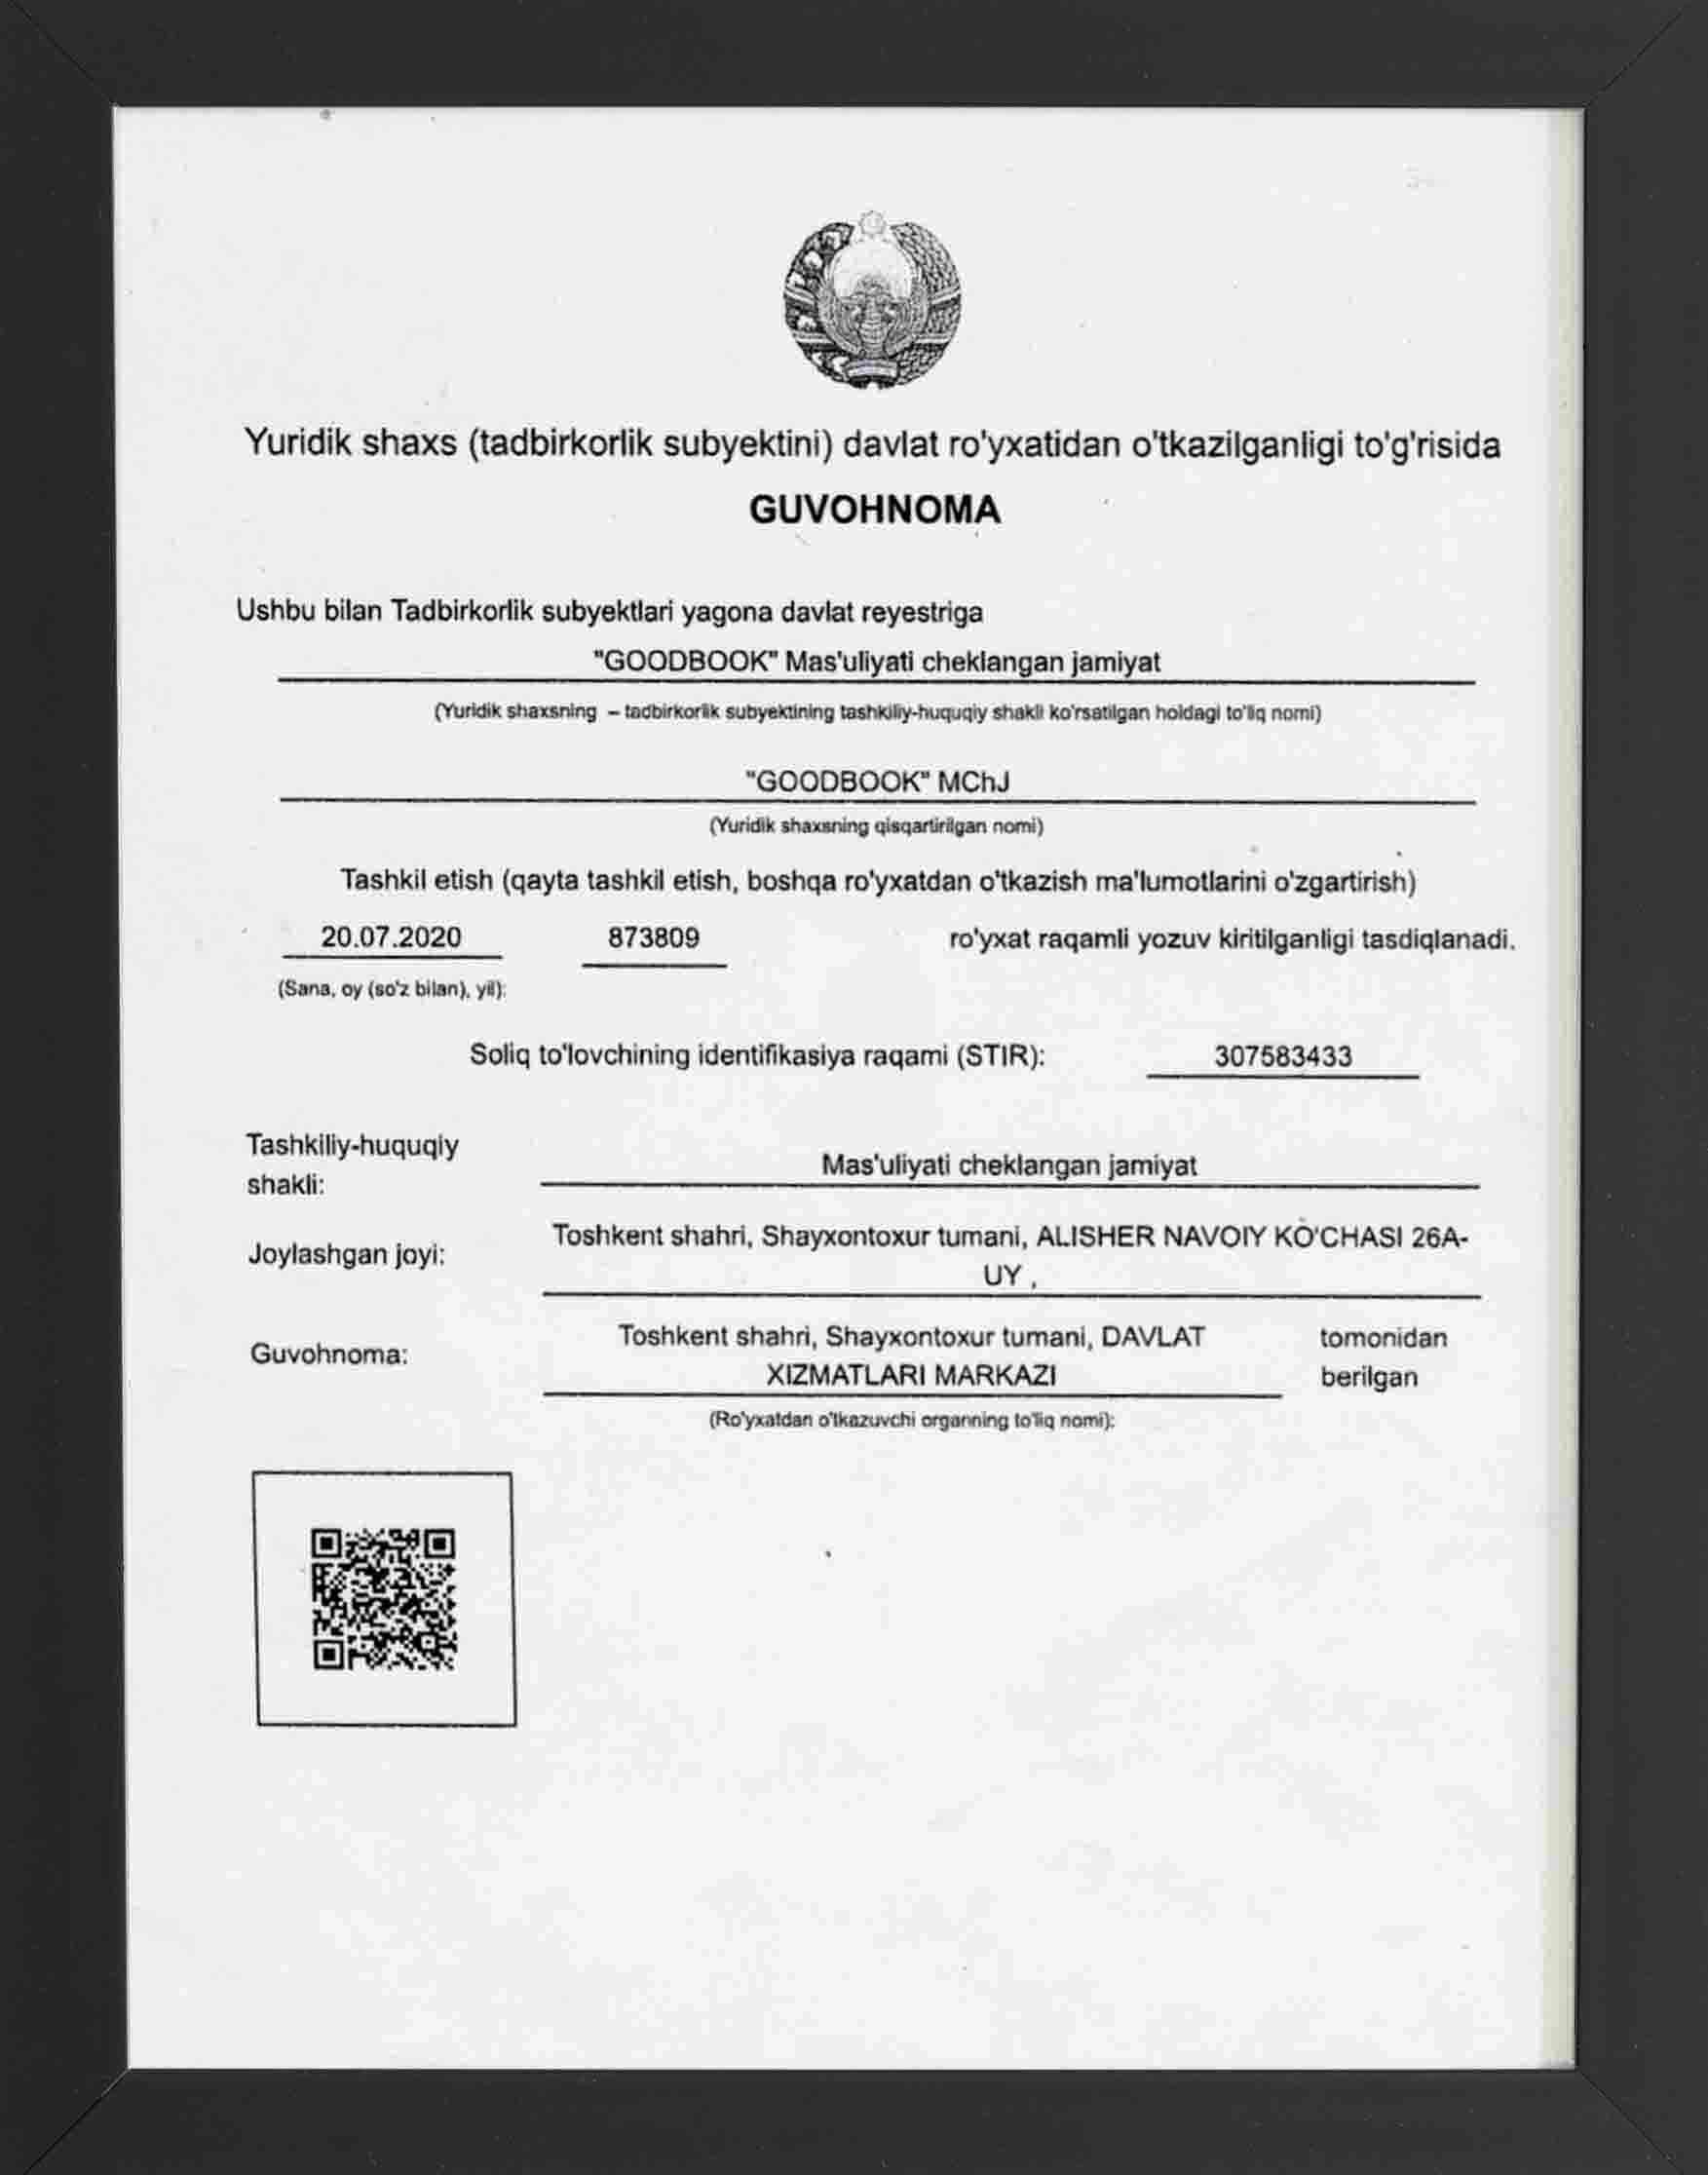 Yuridik shaxs (tadbirkorlik subyektini) davlat ro'yxatidan o'tkazilganligi to'g'risida
GUVOHNOMA
Ushbu bilan Tadbirkorlik subyektlari yagona davlat reyestriga
"GOODBOOK" Mas'uliyati cheklangan jamiyat
(Yuridik shaxsning – tadbirkorlik subyektining tashkiliy-huquqiy shakli ko'rsatilgan holdagi to'liq nomi)
"GOODBOOK" MChJ
(Yuridik shaxsning qisqartirilgan nomi)
Tashkil etish (qayta tashkil etish, boshqa ro'yxatdan o'tkazish ma'lumotlarini o'zgartirish)
20.07.2020 873809 ro'yxat raqamli yozuv kiritilganligi tasdiqlanadi.
(Sana, oy (so'z bilan), yil):
Soliq to'lovchining identifikasiya raqami (STIR): 307583433
Tashkiliy-huquqiy
shakli:
Mas'uliyati cheklangan jamiyat
Joylashgan joyi:
Toshkent shahri, Shayxontoxur tumani, ALISHER NAVOIY KO'CHASI 26A-
UY ,
Guvohnoma:
Toshkent shahri, Shayxontoxur tumani, DAVLAT
XIZMATLARI MARKAZI
tomonidan
berilgan
(Ro'yxatdan o'tkazuvchi organning to'liq nomi):